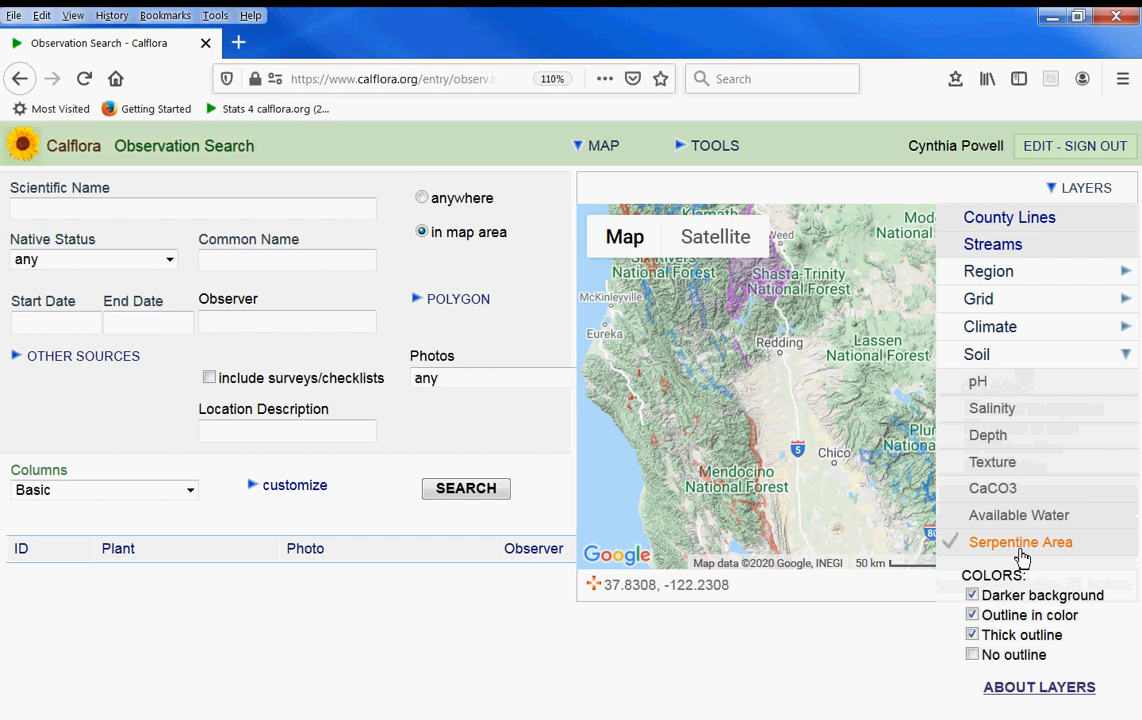 File Edit View History Bookmarks Tools Help
Observation Search - Calflora
https://www.calflora.org/entry/observ.h
110%
Search
Most Visited Getting Started Stats 4 calflora.org (2...
Calflora Observation Search MAP TOOLS Cynthia Powell EDIT - SIGN OUT
Scientific Name
anywhere
in map area
Native Status Common Name
any
Start Date End Date Observer
POLYGON
OTHER SOURCES
Photos
any
include surveys/checklists
Location Description
Columns
Basic
customize
SEARCH
ID Plant Photo Observer
LAYERS
Map Satellite
Klamath
Weed
National Forest
Shasta-Trinity
National Forest
McKinleyville
Eureka
Redding
Lassen
National Forest
Chico
5
Mendocino
National Forest
80
Google
Map data ©2020 Google, INEGI 50 km
37.8308, -122.2308
County Lines
Streams
Region
Grid
Climate
Soil
pH
Salinity
Depth
Texture
CaCO3
Available Water
Serpentine Area
COLORS:
Darker background
Outline in color
Thick outline
No outline
ABOUT LAYERS